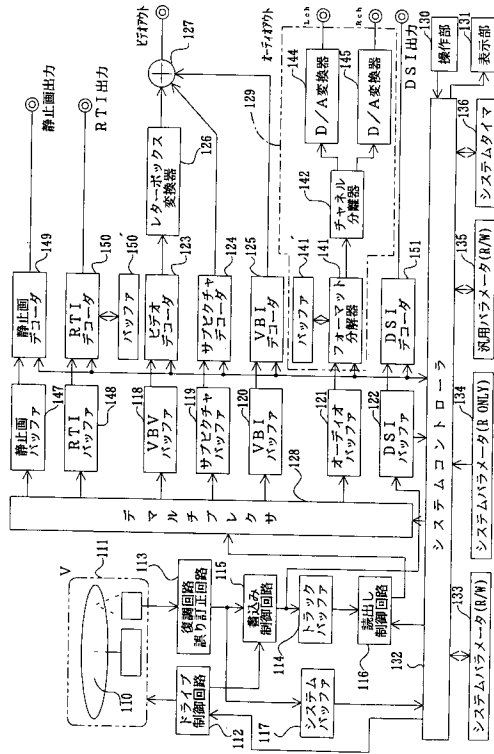 静止画出力
RTI出力
ビデオアウト
127
オーディオアウト
Lch
Rch
DSI出力
130
操作部
131
表示部
149
静止画デコーダ
150
RTIデコーダ
150'
バッファ
レターボックス
変換器
126
123
ビデオデコーダ
サブピクチャ
デコーダ
124
VBIデコーダ
125
129
144
D/A変換器
145
D/A変換器
チャネル
分離器
142
141'
バッファ
141
フォーマット
分解器
DSIデコーダ
151
静止画バッファ
147
RTIバッファ
148
VBVバッファ
118
サブピクチャ
バッファ
119
VBIバッファ
120
オーディオ
バッファ
121
DSIバッファ
122
デマルチプレクサ
128
V
111
110
113
復調回路
誤り訂正回路
115
書込み
制御回路
114
トラック
バッファ
読出し
制御回路
116
ドライブ
制御回路
112
システム
バッファ
117
システムコントローラ
132
133
システムパラメータ(R/W)
134
システムパラメータ(R ONLY)
135
汎用パラメータ(R/W)
136
システムタイマ